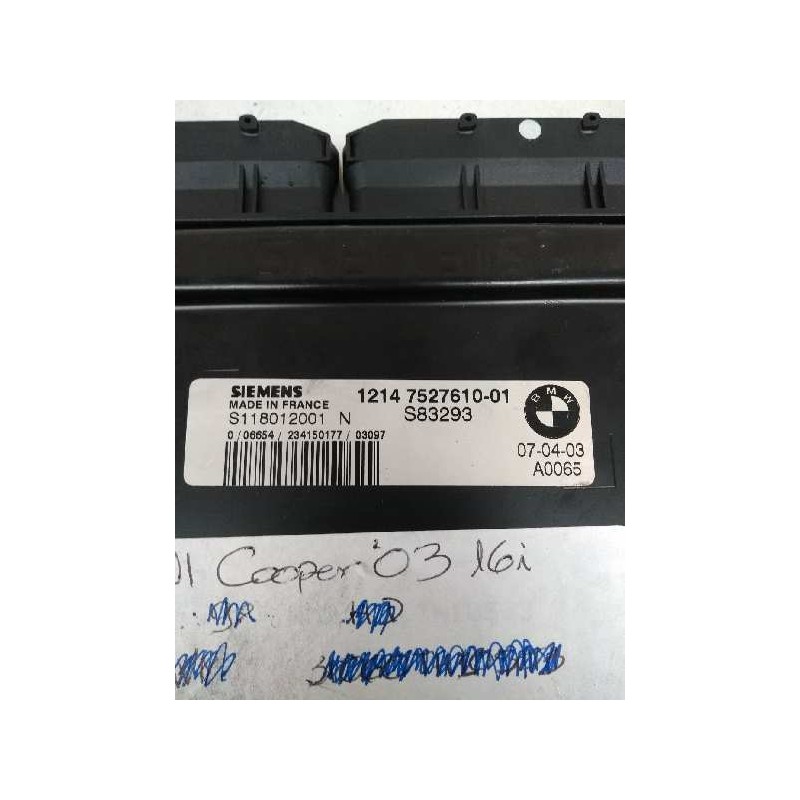 SIEMENS
MADE IN FRANCE
S118012001 N
0 / 06654 / 234150177 / 03097
1214 7527610-01
S83293
BMW
07-04-03
A0065
Cooper '03 16i